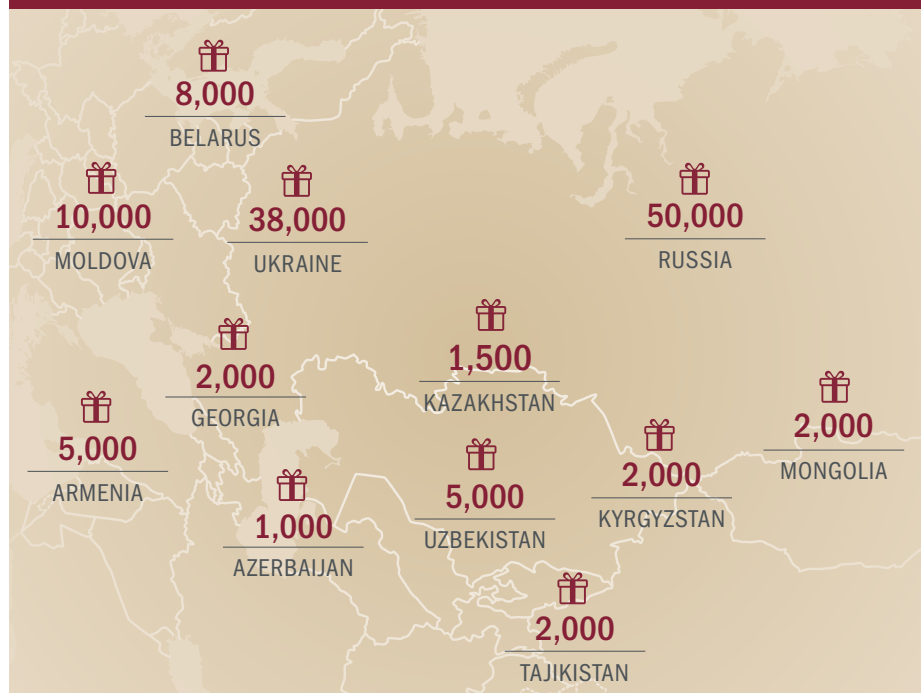 8,000
BELARUS
10,000
MOLDOVA
38,000
UKRAINE
50,000
RUSSIA
2,000
GEORGIA
1,500
KAZAKHSTAN
5,000
ARMENIA
1,000
AZERBAIJAN
5,000
UZBEKISTAN
2,000
KYRGYZSTAN
2,000
MONGOLIA
2,000
TAJIKISTAN